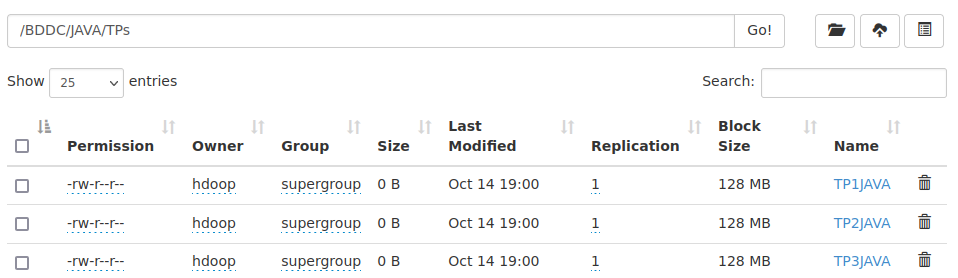 /BDDC/JAVA/TPs Go!
Show 25 entries Search:
Permission Owner Group Size Last Modified Replication Block Size Name
-rw-r--r-- hdoop supergroup 0 B Oct 14 19:00 1 128 MB TP1JAVA
-rw-r--r-- hdoop supergroup 0 B Oct 14 19:00 1 128 MB TP2JAVA
-rw-r--r-- hdoop supergroup 0 B Oct 14 19:00 1 128 MB TP3JAVA